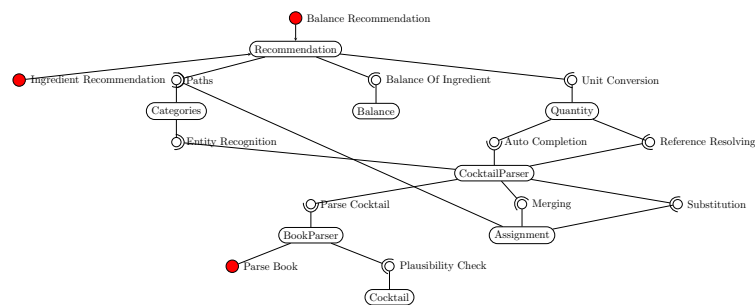 Balance Recommendation
Recommendation
Ingredient Recommendation
Paths
Balance Of Ingredient
Unit Conversion
Categories
Balance
Quantity
Entity Recognition
Auto Completion
Reference Resolving
CocktailParser
Parse Cocktail
Merging
Substitution
BookParser
Assignment
Parse Book
Plausibility Check
Cocktail